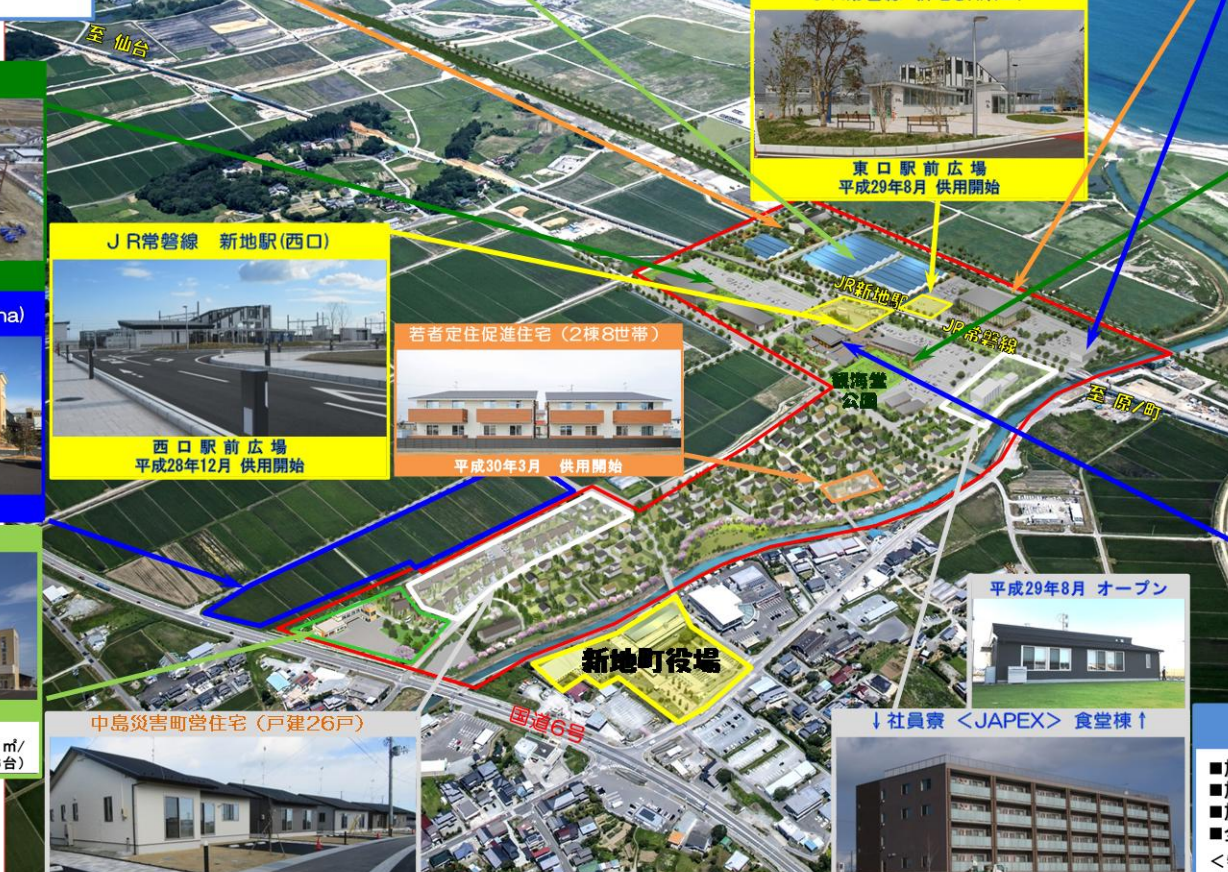 至 仙台
東口駅前広場
平成29年8月 供用開始
JR常磐線 新地駅(西口)
西口駅前広場
平成28年12月 供用開始
ha)
若者定住促進住宅(2棟8世帯)
平成30年3月 供用開始
JR新地駅
JR常磐線
観海堂
公園
至 原ノ町
新地町役場
国道6号
平成29年8月 オープン
↓社員寮 <JAPEX> 食堂棟↑
中島災害町営住宅(戸建26戸)
㎡/
台)